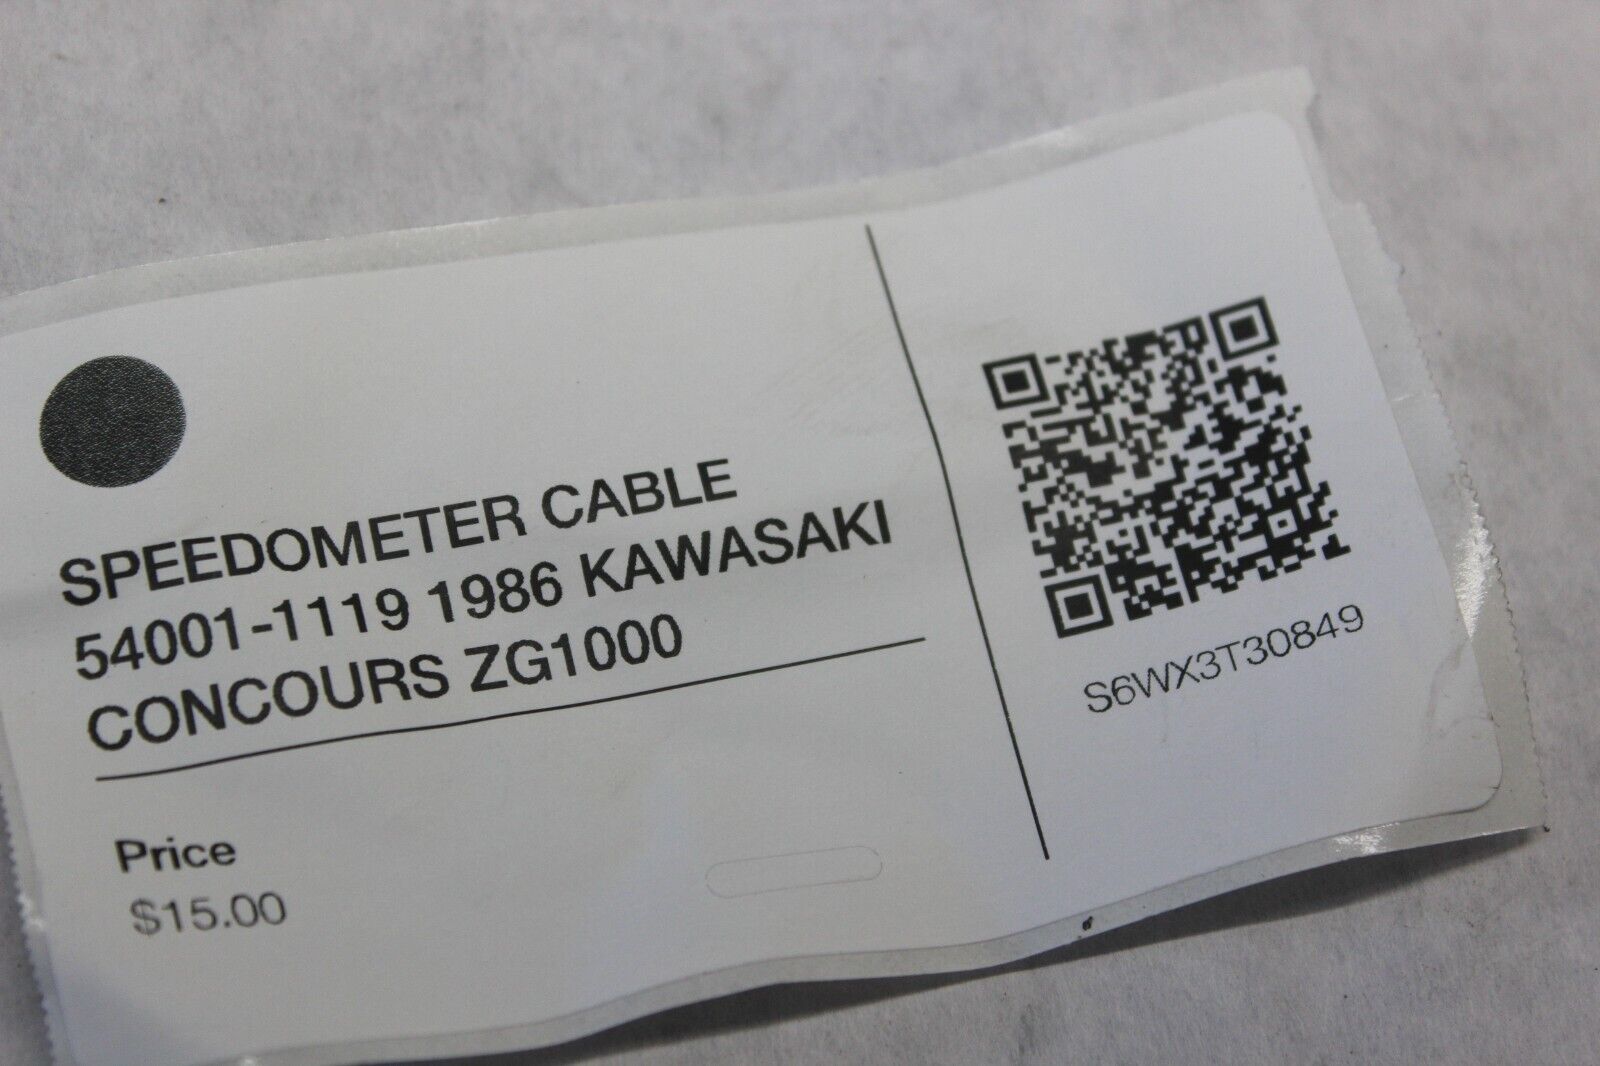 SPEEDOMETER CABLE
54001-1119 1986 KAWASAKI
CONCOURS ZG1000
Price
$15.00
S6WX3T30849